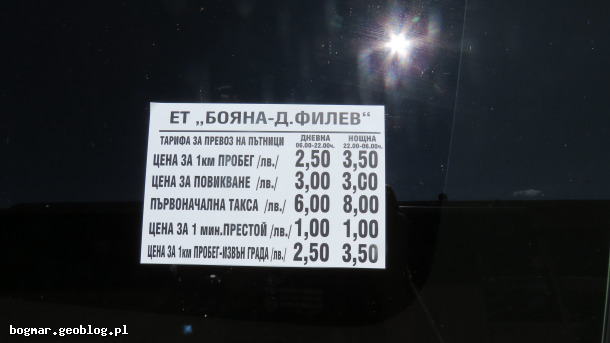 ЕТ „БОЯНА-Д.ФИЛЕВ“
ТАРИФА ЗА ПРЕВОЗ НА ПЪТНИЦИ ДНЕВНА 06.00-22.00ч. НОЩНА 22.00-06.00ч.
ЦЕНА ЗА 1км ПРОБЕГ /лв./ 2,50 3,50
ЦЕНА ЗА ПОВИКВАНЕ /лв./ 3,00 3,00
ПЪРВОНАЧАЛНА ТАКСА /лв./ 6,00 8,00
ЦЕНА ЗА 1 мин.ПРЕСТОЙ /лв./ 1,00 1,00
ЦЕНА ЗА 1км ПРОБЕГ-ИЗВЪН ГРАДА /лв./ 2,50 3,50
bogmar.geoblog.pl